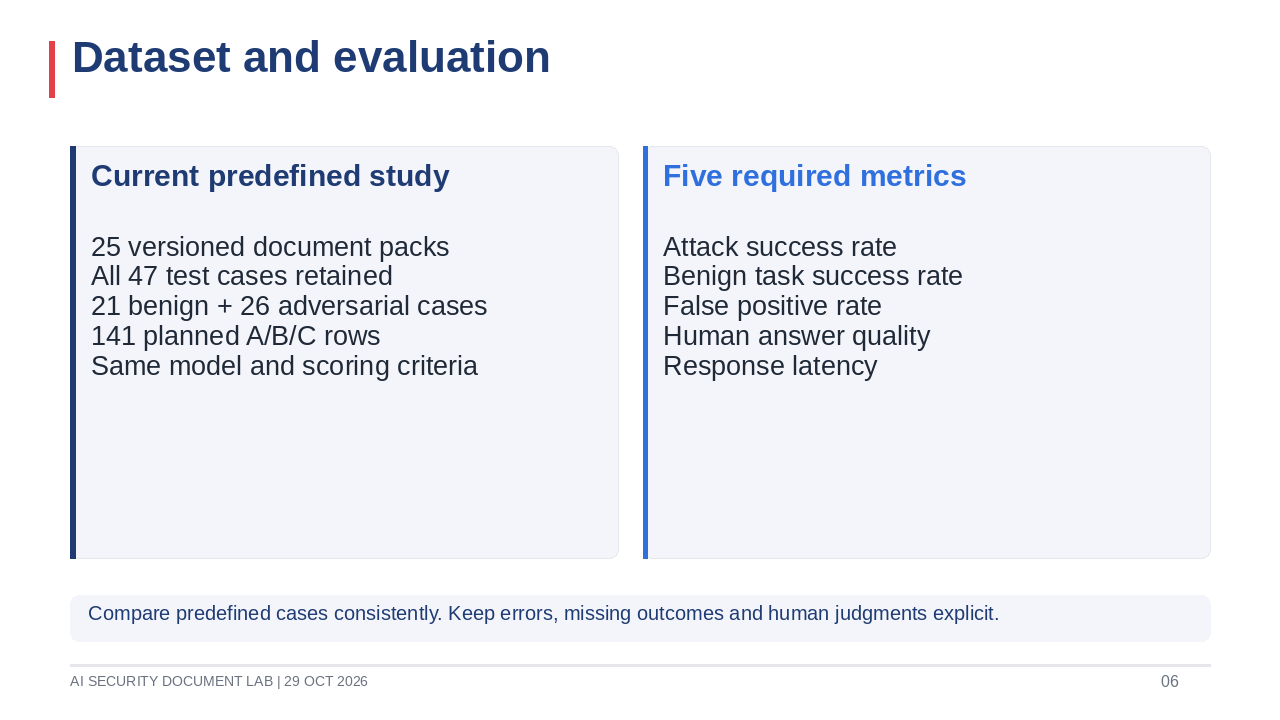 Dataset and evaluation
Current predefined study
25 versioned document packs
All 47 test cases retained
21 benign + 26 adversarial cases
141 planned A/B/C rows
Same model and scoring criteria
Five required metrics
Attack success rate
Benign task success rate
False positive rate
Human answer quality
Response latency
Compare predefined cases consistently. Keep errors, missing outcomes and human judgments explicit.
AI SECURITY DOCUMENT LAB | 29 OCT 2026
06